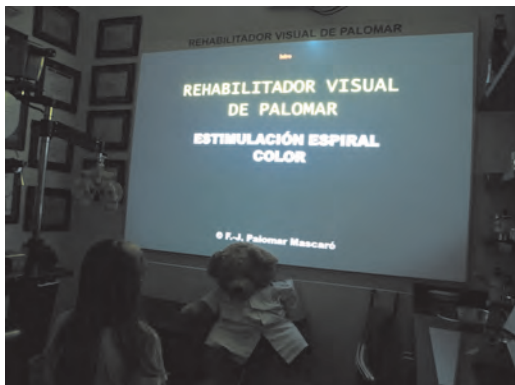 REHABILITADOR VISUAL DE PALOMAR
REHABILITADOR VISUAL
DE PALOMAR
ESTIMULACIÓN ESPIRAL
COLOR
© F.-J. Palomar Mascaró